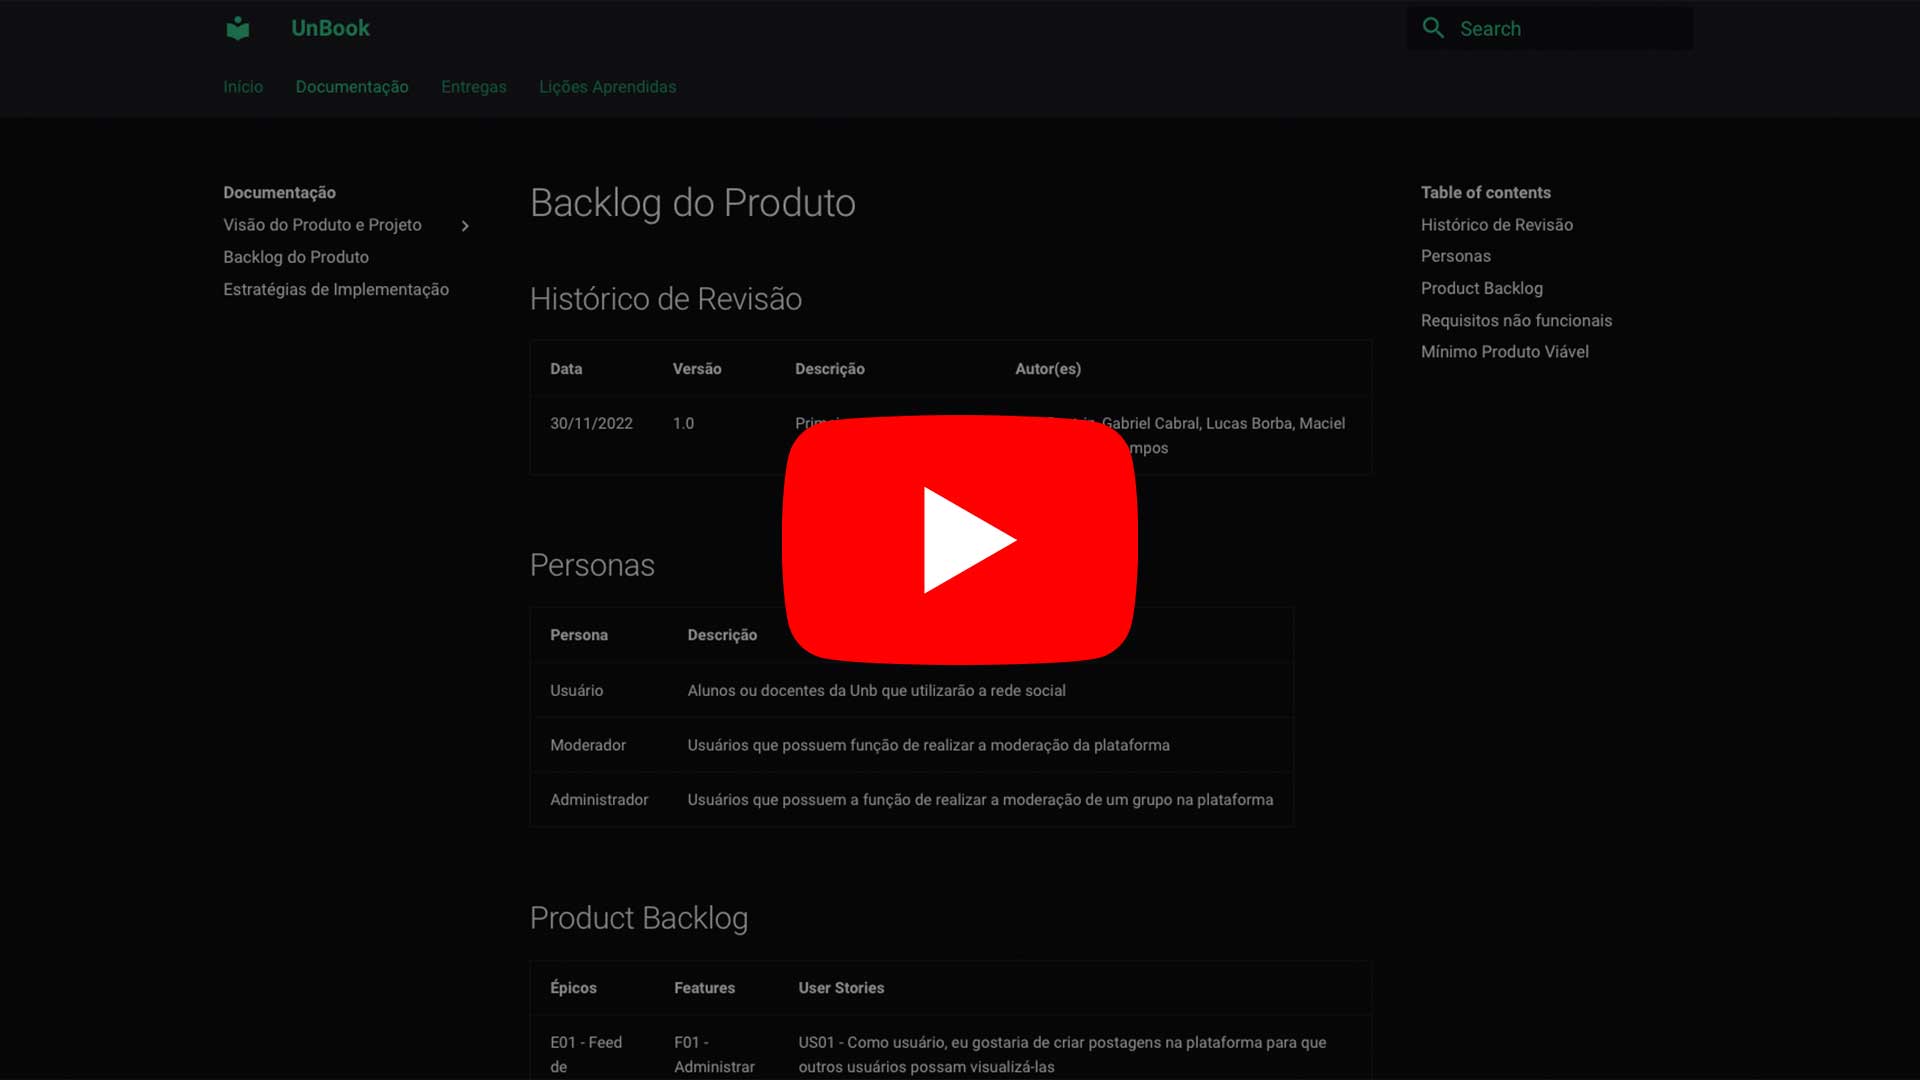 UnBook
Search
Início Documentação Entregas Lições Aprendidas
Documentação
Visão do Produto e Projeto
Backlog do Produto
Estratégias de Implementação
Backlog do Produto
Histórico de Revisão
Data Versão Descrição Autor(es)
30/11/2022 1.0 Gabriel Cabral, Lucas Borba, Maciel
Personas
Persona Descrição
Usuário Alunos ou docentes da Unb que utilizarão a rede social
Moderador Usuários que possuem função de realizar a moderação da plataforma
Administrador Usuários que possuem a função de realizar a moderação de um grupo na plataforma
Product Backlog
Épicos Features User Stories
E01 - Feed F01 - US01 - Como usuário, eu gostaria de criar postagens na plataforma para que
de Administrar outros usuários possam visualizá-las
Table of contents
Histórico de Revisão
Personas
Product Backlog
Requisitos não funcionais
Mínimo Produto Viável